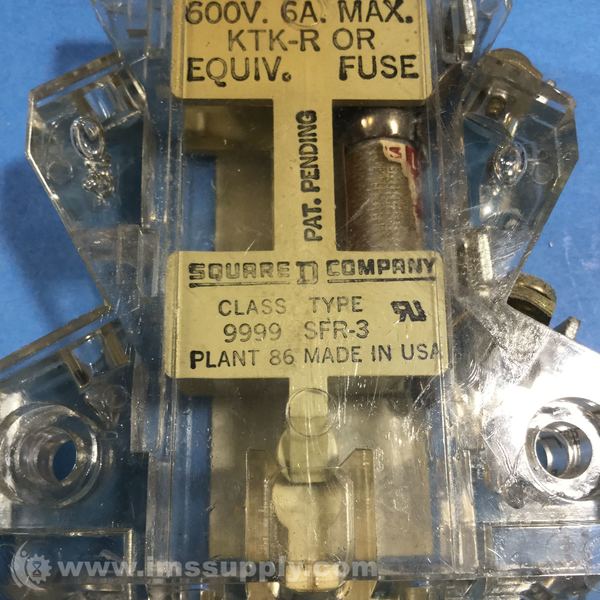 600V. 6A. MAX.
KTK-R OR
EQUIV. FUSE
PAT. PENDING
SQUARE D COMPANY
CLASS TYPE
9999 SFR-3
PLANT 86 MADE IN USA
www.imssupply.com